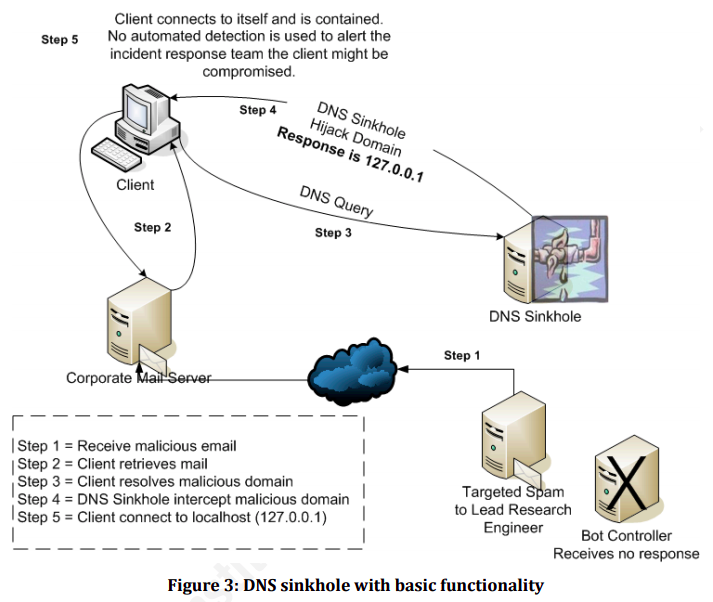 Client connects to itself and is contained.
Step 5
No automated detection is used to alert the
incident response team the client might be
compromised.
Step 4
DNS Sinkhole
Hijack Domain
Response is 127.0.0.1
Client
DNS Query
Step 2
Step 3
DNS Sinkhole
Corporate Mail Server
Step 1
Step 1 = Receive malicious email
Step 2 = Client retrieves mail
Step 3 = Client resolves malicious domain
Step 4 = DNS Sinkhole intercept malicious domain
Step 5 = Client connect to localhost (127.0.0.1)
Targeted Spam
to Lead Research
Engineer
Bot Controller
Receives no response
Figure 3: DNS sinkhole with basic functionality